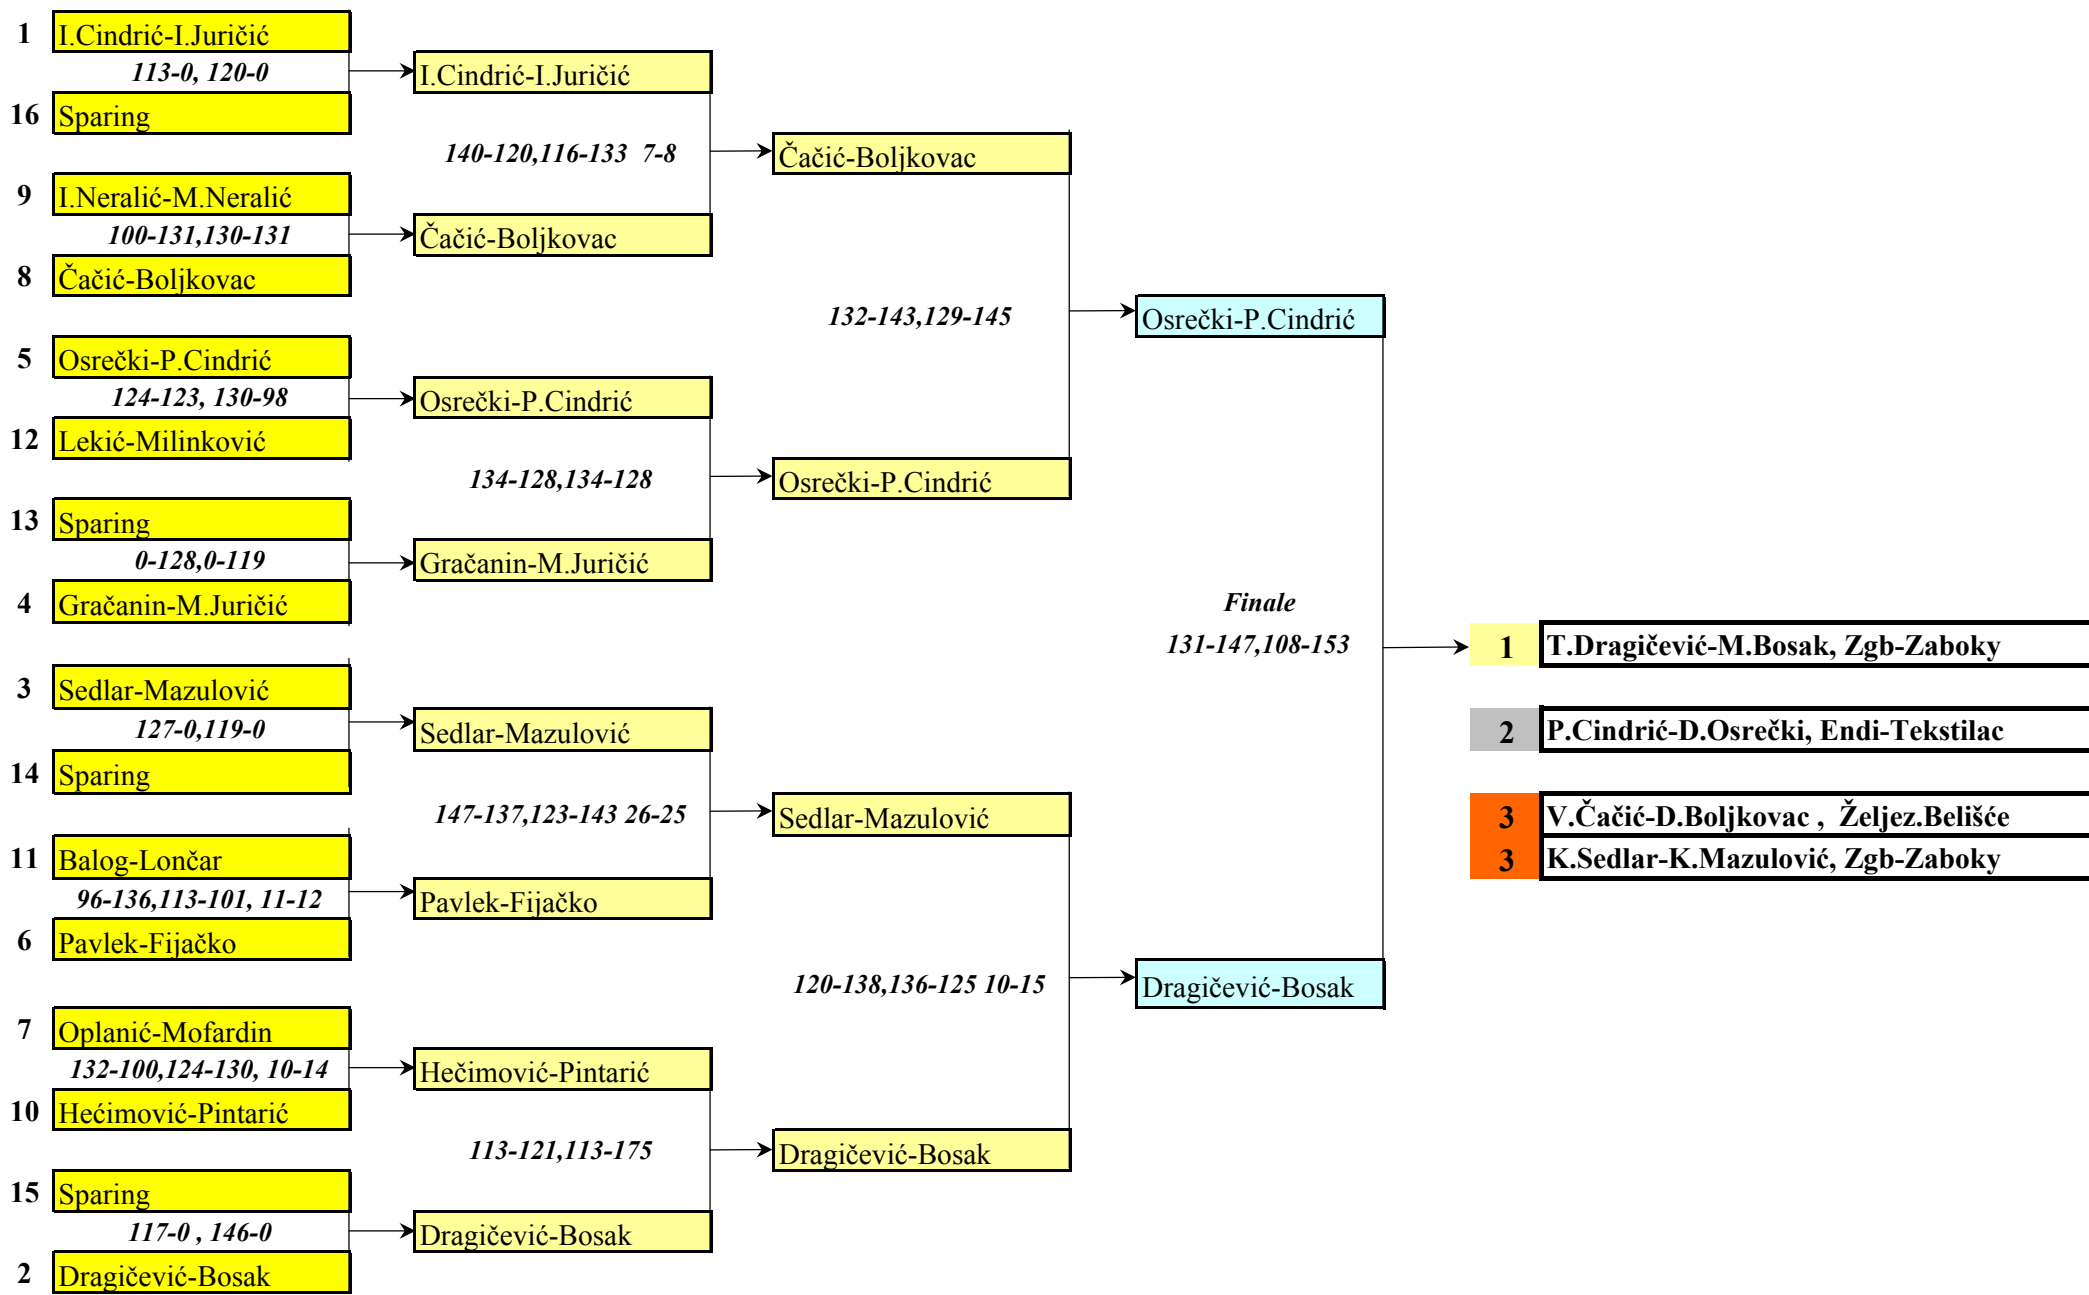 1 I.Cindrić-I.Juričić
113-0, 120-0
16 Sparing
9 I.Neralić-M.Neralić
100-131,130-131
8 Čačić-Boljkovac
5 Osrečki-P.Cindrić
124-123, 130-98
12 Lekić-Milinković
13 Sparing
0-128,0-119
4 Gračanin-M.Juričić
3 Sedlar-Mazulović
127-0,119-0
14 Sparing
11 Balog-Lončar
96-136,113-101, 11-12
6 Pavlek-Fijačko
7 Oplanić-Mofardin
132-100,124-130, 10-14
10 Hećimović-Pintarić
15 Sparing
117-0 , 146-0
2 Dragičević-Bosak
I.Cindrić-I.Juričić
140-120,116-133 7-8
Čačić-Boljkovac
Osrečki-P.Cindrić
134-128,134-128
Gračanin-M.Juričić
Sedlar-Mazulović
147-137,123-143 26-25
Pavlek-Fijačko
Hečimović-Pintarić
113-121,113-175
Dragičević-Bosak
Čačić-Boljkovac
132-143,129-145
Osrečki-P.Cindrić
Sedlar-Mazulović
120-138,136-125 10-15
Dragičević-Bosak
Osrečki-P.Cindrić
Finale
131-147,108-153
Dragičević-Bosak
1 T.Dragičević-M.Bosak, Zgb-Zaboky
2 P.Cindrić-D.Osrečki, Endi-Tekstilac
3 V.Čačić-D.Boljkovac , Željez.Belišće
3 K.Sedlar-K.Mazulović, Zgb-Zaboky